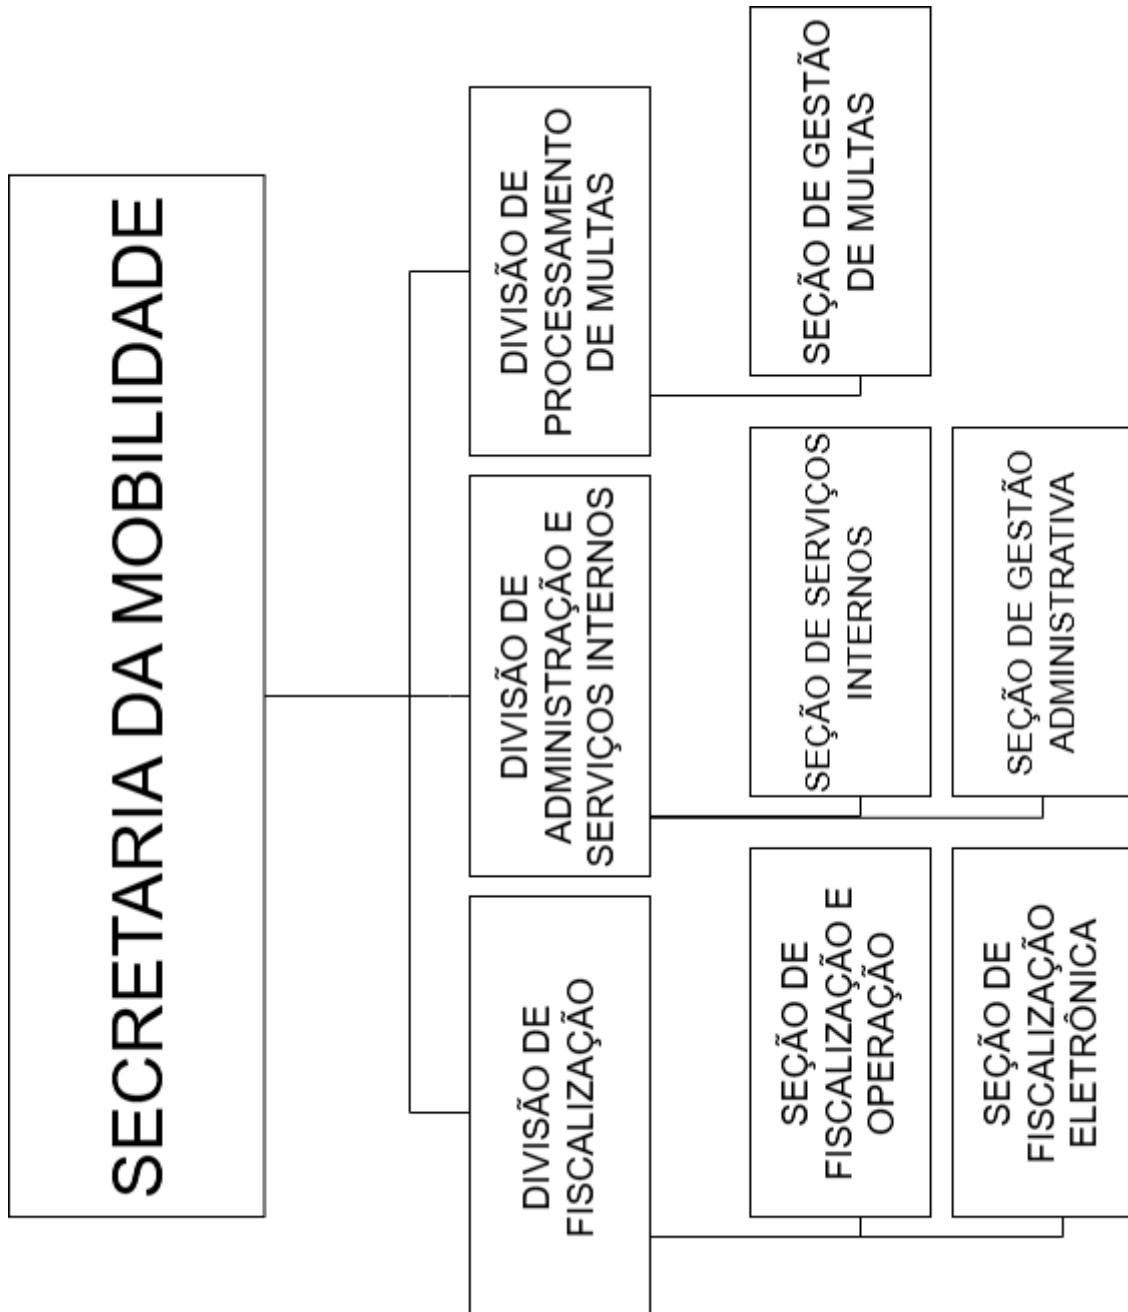 SECRETARIA DA MOBILIDADE
DIVISÃO DE
FISCALIZAÇÃO
DIVISÃO DE
ADMINISTRAÇÃO E
SERVIÇOS INTERNOS
DIVISÃO DE
PROCESSAMENTO
DE MULTAS
SEÇÃO DE
FISCALIZAÇÃO E
OPERAÇÃO
SEÇÃO DE SERVIÇOS
INTERNOS
SEÇÃO DE GESTÃO
DE MULTAS
SEÇÃO DE
FISCALIZAÇÃO
ELETRÔNICA
SEÇÃO DE GESTÃO
ADMINISTRATIVA